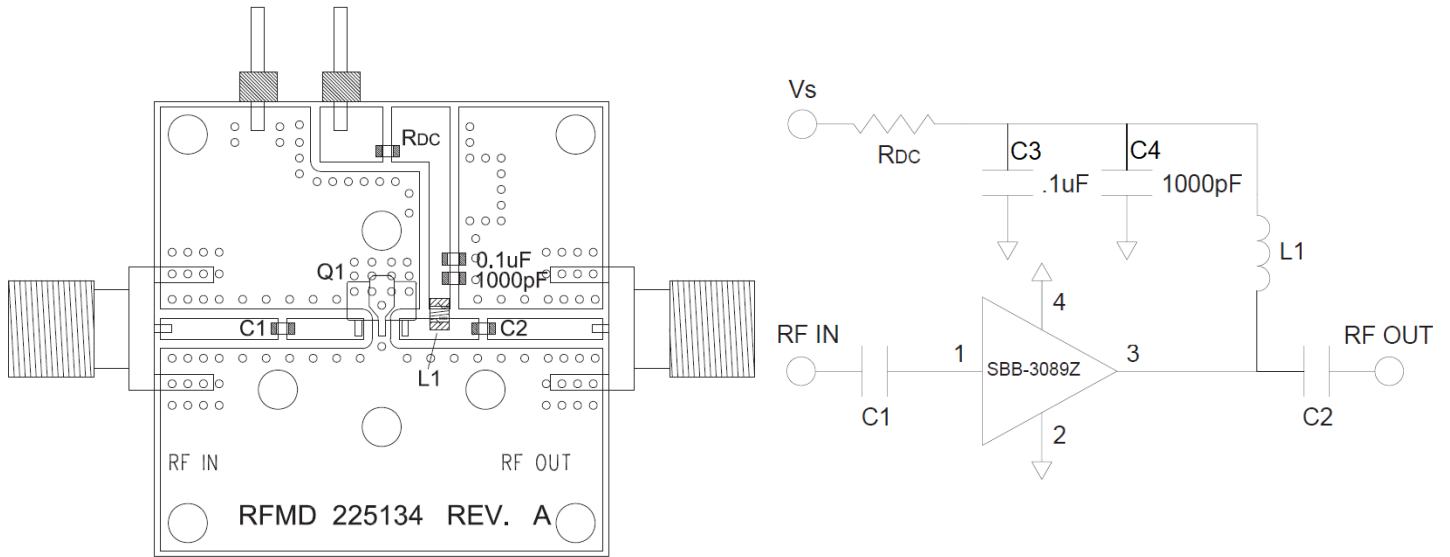 RDC
0.1uF
1000pF
Q1
C1
C2
L1
RF IN
RF OUT
RFMD 225134 REV. A
Vs
RDC
C3
.1uF
C4
1000pF
L1
4
RF IN
1
SBB-3089Z
3
RF OUT
C1
2
C2